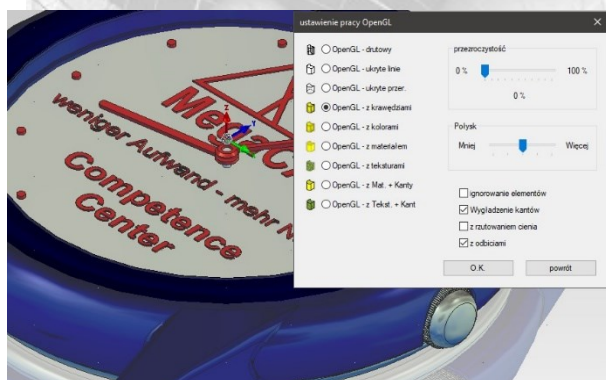 ustawienie pracy OpenGL
OpenGL - drutowy
OpenGL - ukryte linie
OpenGL - ukryte przer.
OpenGL - z krawędziami
OpenGL - z kolorami
OpenGL - z materiałem
OpenGL - z teksturami
OpenGL - z Mat. + Kanty
OpenGL - z Tekst. + Kant
przezroczystość
0 %
100 %
0 %
Połysk
Mniej
Więcej
ignorowanie elementów
Wygładzenie kantów
z rzutowaniem cienia
z odbiciami
O.K.
powrót
weniger Aufwand - mehr
Competence
Center
Z
Y